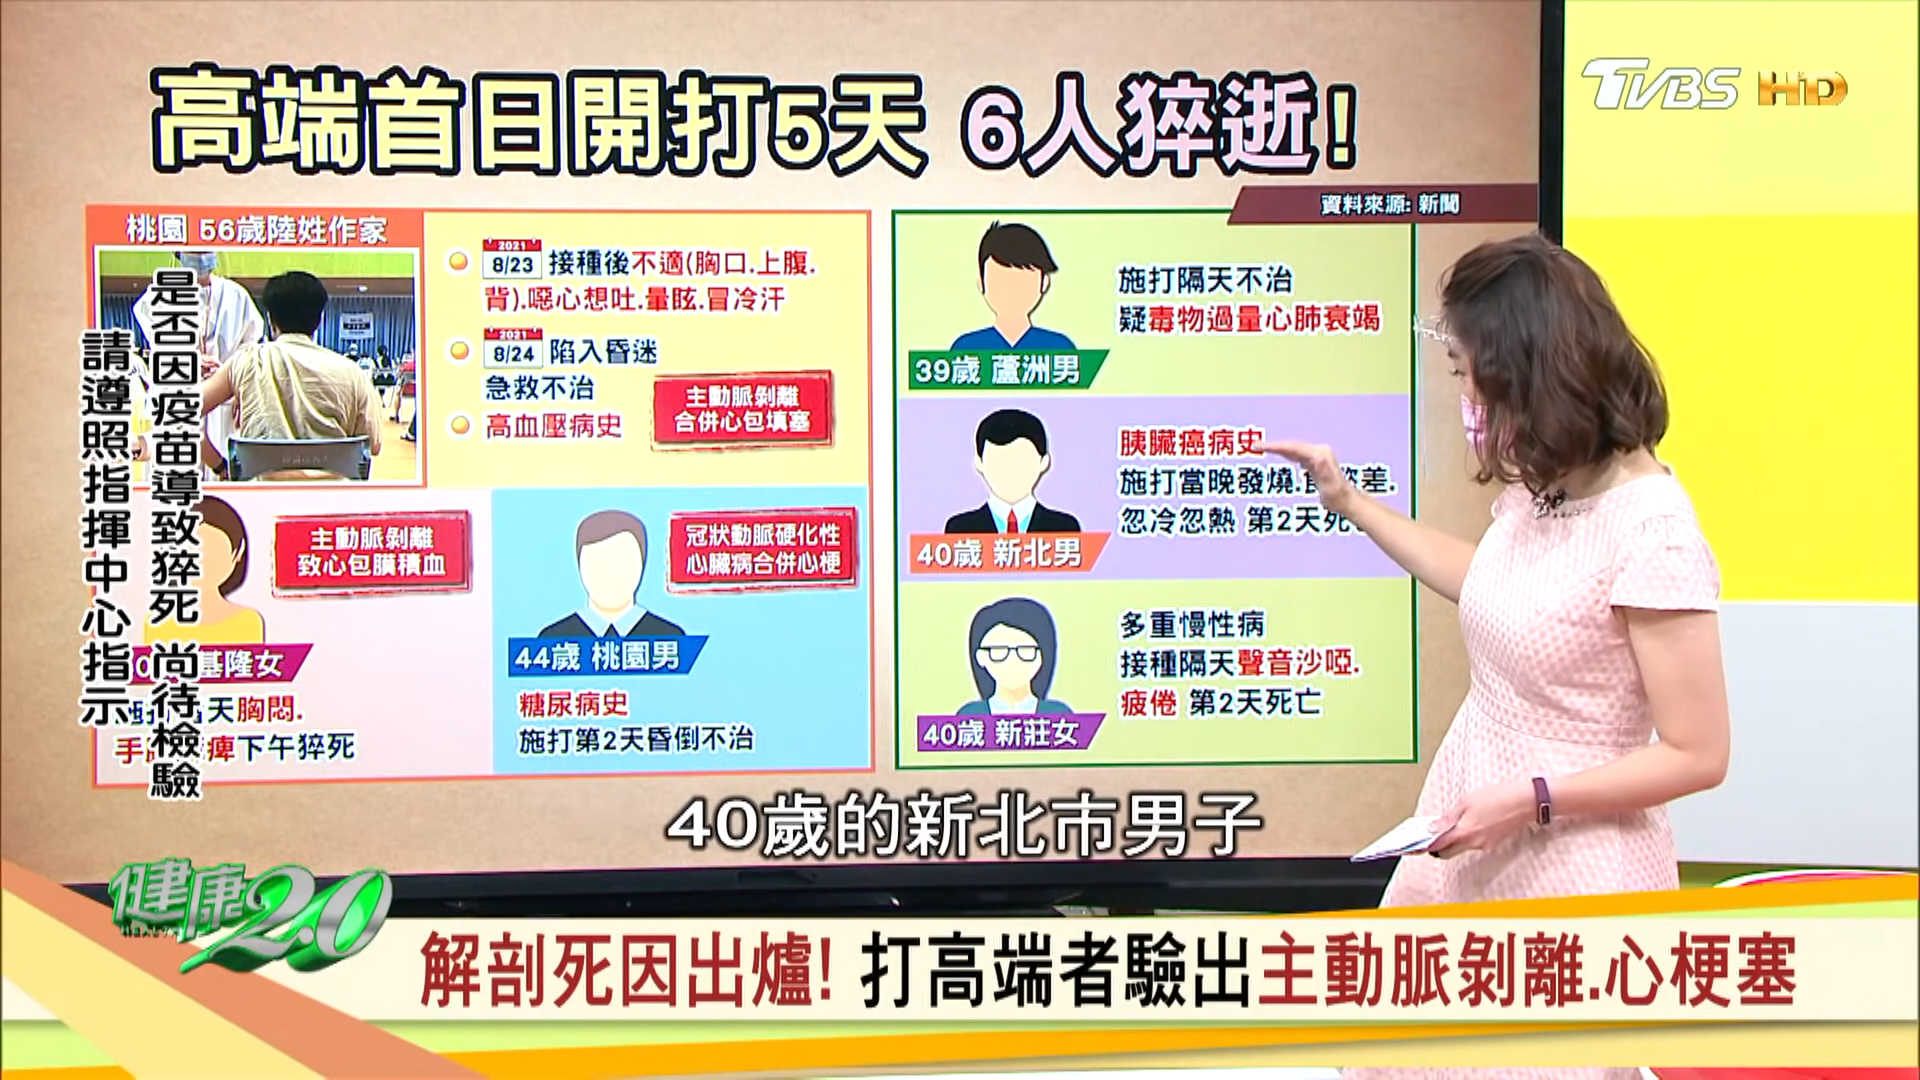 TVBS HD
高端首日開打5天 6人猝逝!
資料來源: 新聞
桃園 56歲陸姓作家
2021
8/23 接種後不適(胸口.上腹.
背).噁心想吐.暈眩.冒冷汗
2021
8/24 陷入昏迷
急救不治
高血壓病史
主動脈剝離
合併心包填塞
主動脈剝離
致心包膜積血
基隆女
天胸悶.
手
痺下午猝死
冠狀動脈硬化性
心臟病合併心梗
44歲 桃園男
糖尿病史
施打第2天昏倒不治
施打隔天不治
疑毒物過量心肺衰竭
39歲 蘆洲男
胰臟癌病史
施打當晚發燒.食慾差.
忽冷忽熱 第2天死
40歲 新北男
多重慢性病
接種隔天聲音沙啞.
疲倦 第2天死亡
40歲 新莊女
是否因疫苗導致猝死 尚待檢驗
請遵照指揮中心指示
40歲的新北市男子
健康2.0
解剖死因出爐! 打高端者驗出主動脈剝離.心梗塞